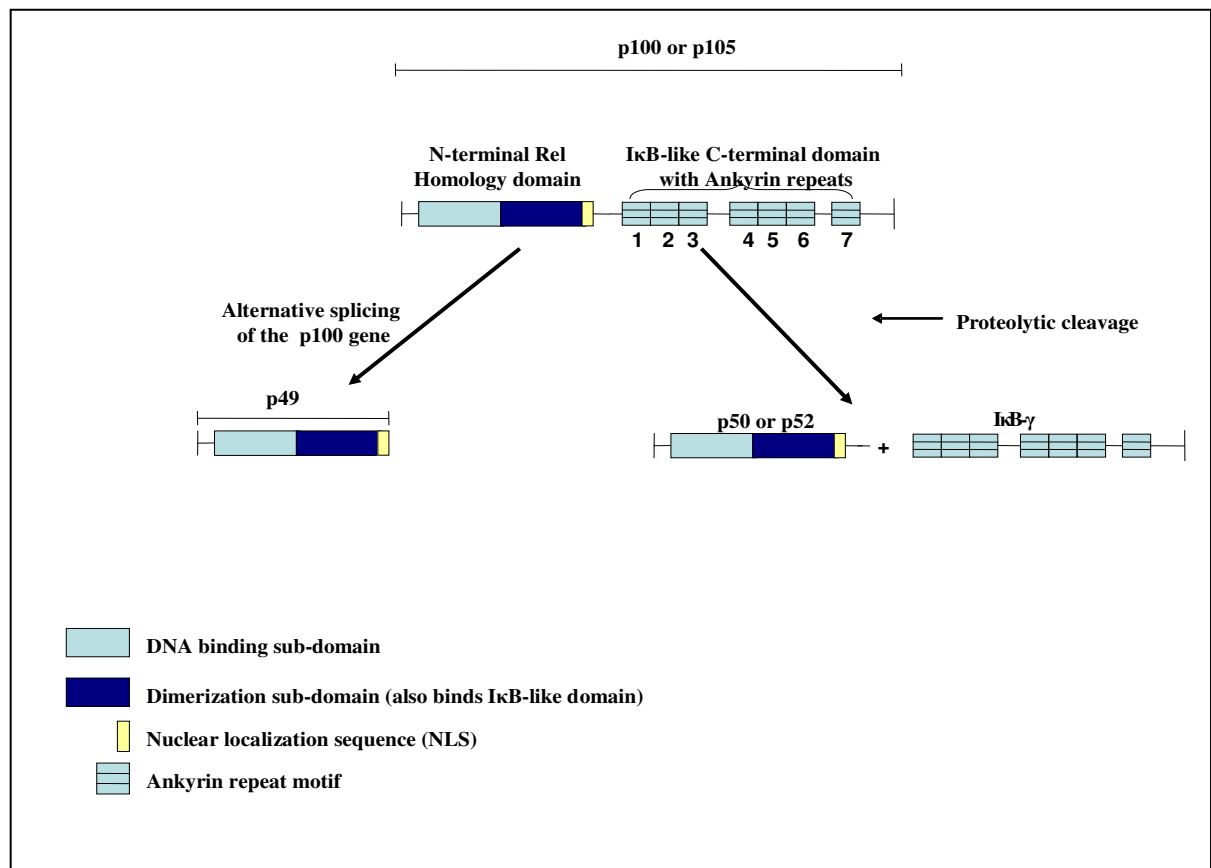 p100 or p105
N-terminal Rel
Homology domain
IκB-like C-terminal domain
with Ankyrin repeats
1 2 3 4 5 6 7
Alternative splicing
of the p100 gene
Proteolytic cleavage
p49
p50 or p52
+
IκB-γ
DNA binding sub-domain
Dimerization sub-domain (also binds IκB-like domain)
Nuclear localization sequence (NLS)
Ankyrin repeat motif